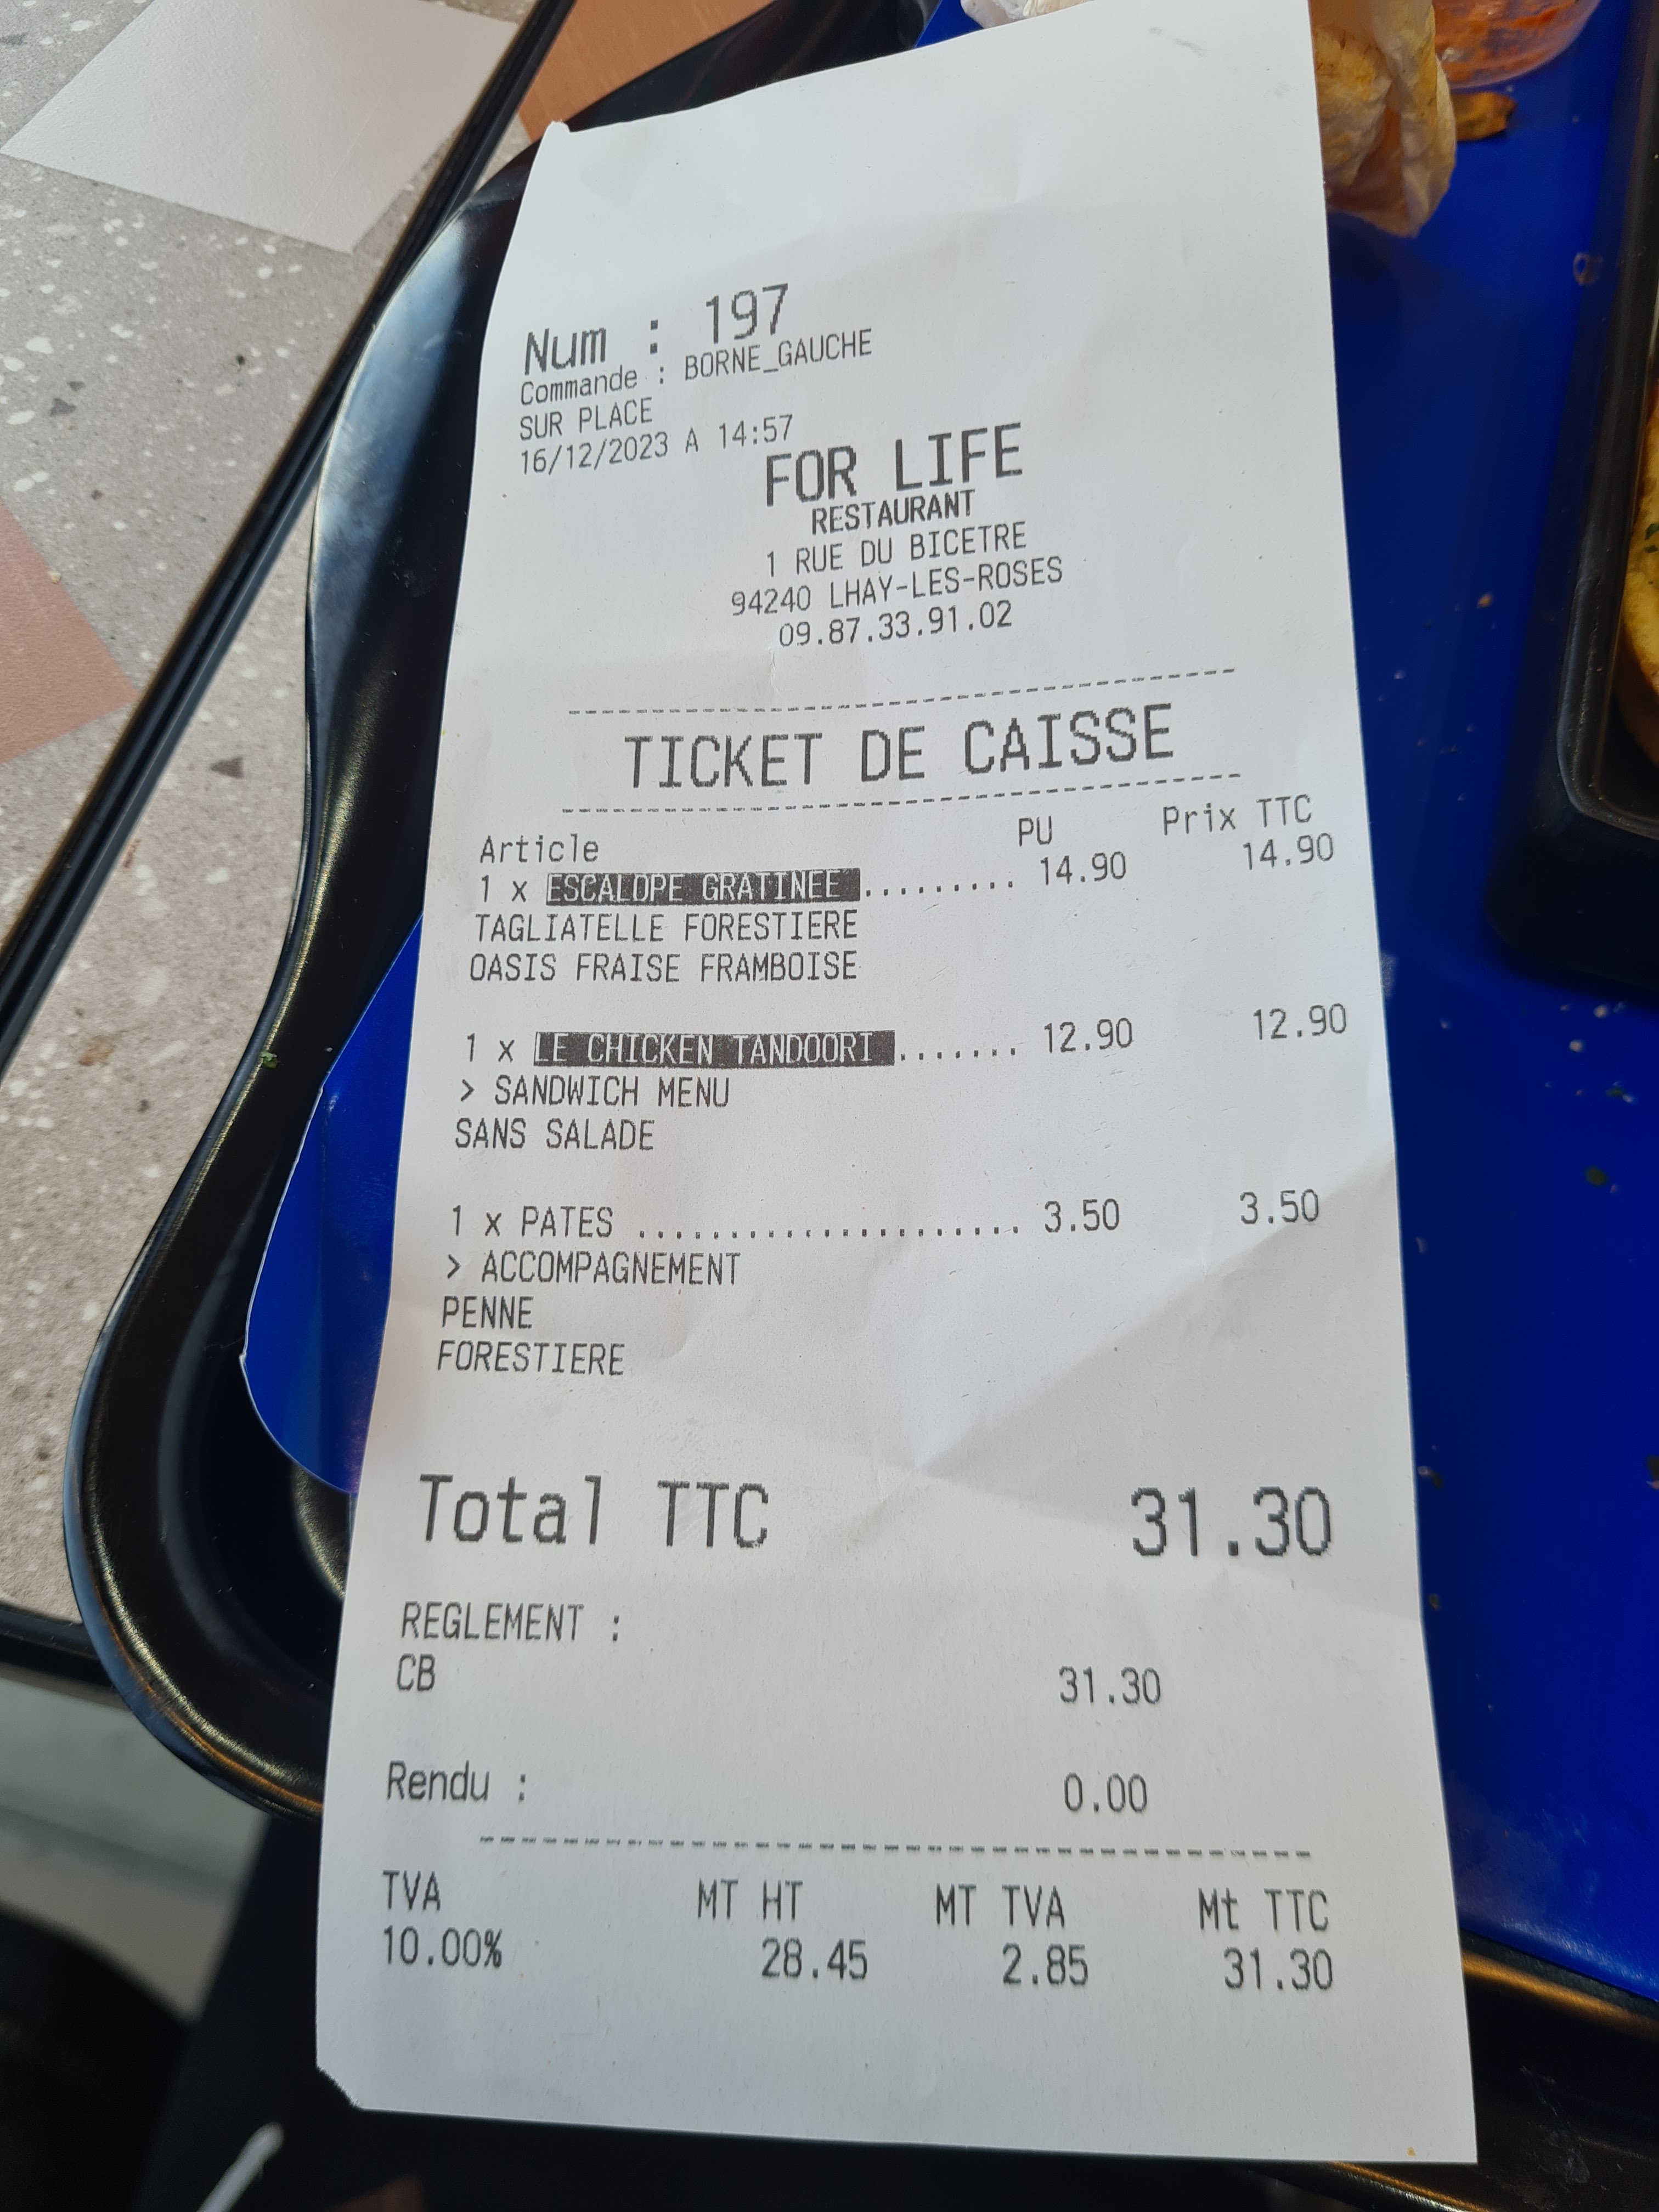 Num : 197
Commande : BORNE_GAUCHE
SUR PLACE
16/12/2023 A 14:57
FOR LIFE
RESTAURANT
1 RUE DU BICETRE
94240 LHAY-LES-ROSES
09.87.33.91.02
TICKET DE CAISSE
Article PU Prix TTC
1 x ESCALOPE GRATINEE ......... 14.90 14.90
TAGLIATELLE FORESTIERE
OASIS FRAISE FRAMBOISE
1 x LE CHICKEN TANDOORI ....... 12.90 12.90
> SANDWICH MENU
SANS SALADE
1 x PATES ....................... 3.50 3.50
> ACCOMPAGNEMENT
PENNE
FORESTIERE
Total TTC 31.30
REGLEMENT :
CB 31.30
Rendu : 0.00
TVA MT HT MT TVA Mt TTC
10.00% 28.45 2.85 31.30